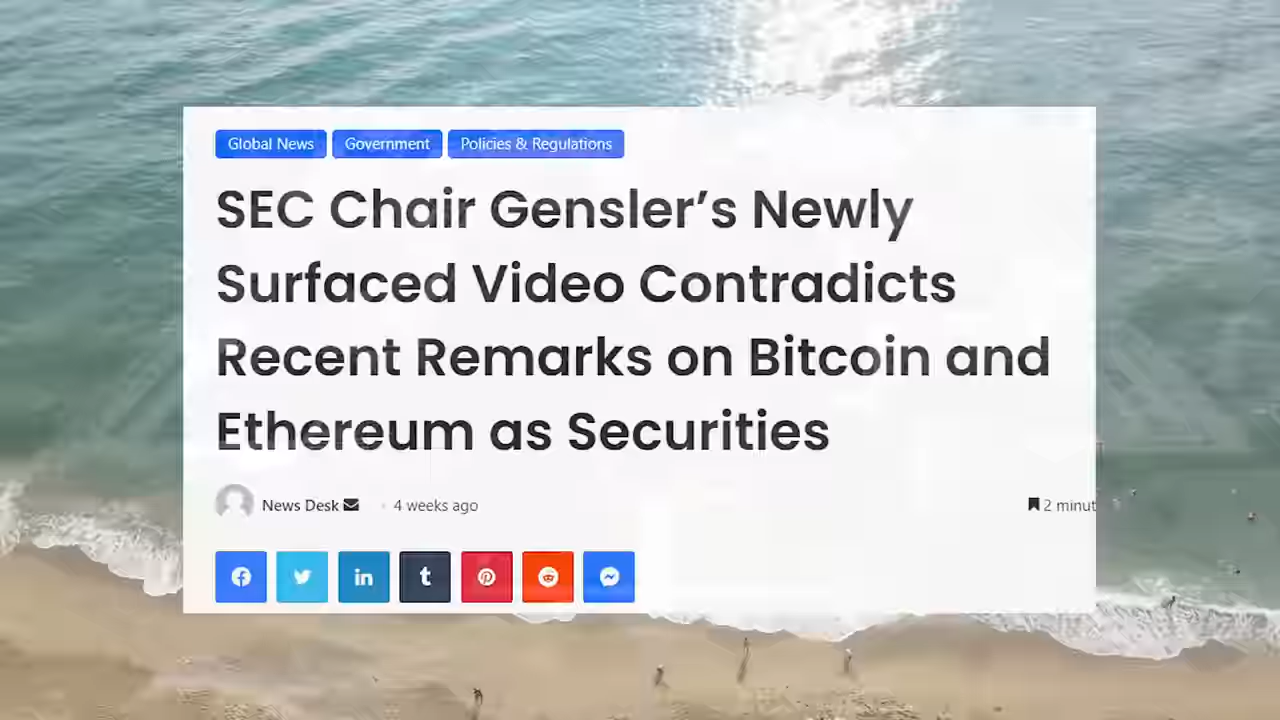 Global News Government Policies & Regulations
SEC Chair Gensler’s Newly
Surfaced Video Contradicts
Recent Remarks on Bitcoin and
Ethereum as Securities
News Desk 4 weeks ago 2 minut